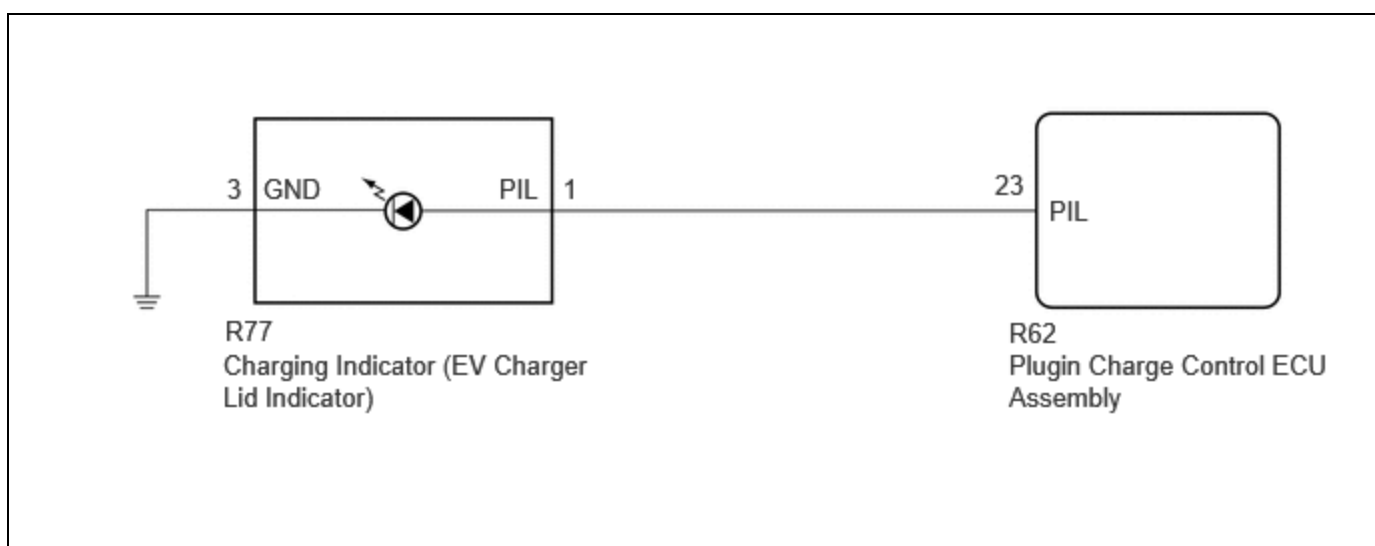 3 GND PIL 1
23 PIL
R77
Charging Indicator (EV Charger
Lid Indicator)
R62
Plugin Charge Control ECU
Assembly